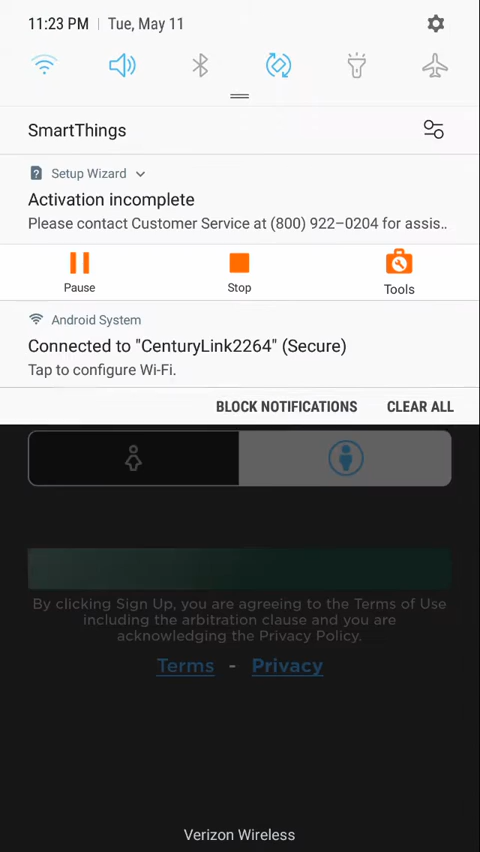 11:23 PM | Tue, May 11
SmartThings
Setup Wizard
Activation incomplete
Please contact Customer Service at (800) 922–0204 for assis..
Pause Stop Tools
Android System
Connected to "CenturyLink2264" (Secure)
Tap to configure Wi-Fi.
BLOCK NOTIFICATIONS CLEAR ALL
By clicking Sign Up, you are agreeing to the Terms of Use
including the arbitration clause and you are
acknowledging the Privacy Policy.
Terms - Privacy
Verizon Wireless